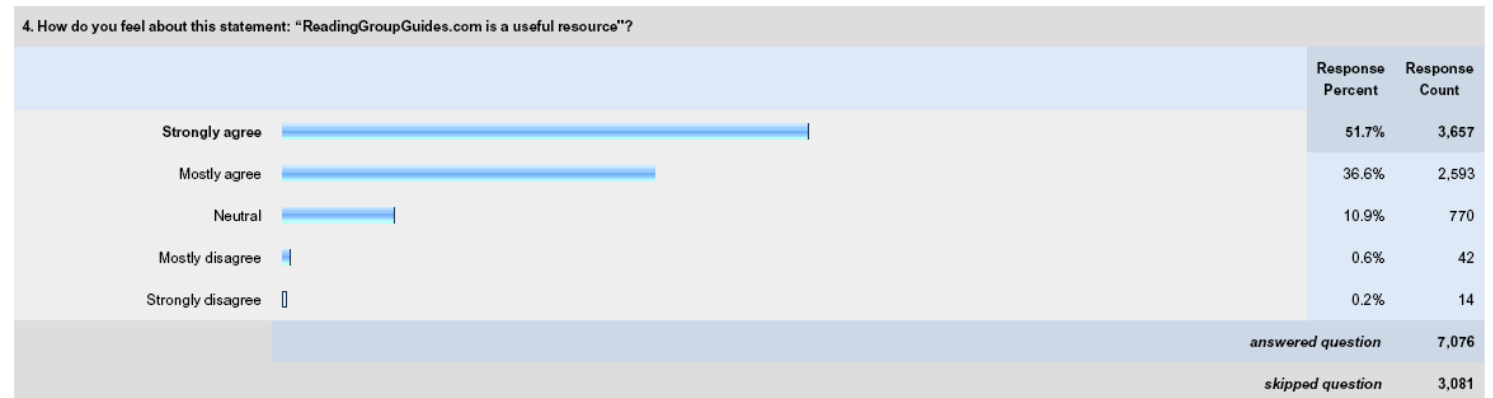 4. How do you feel about this statement: “ReadingGroupGuides.com is a useful resource"?
Response Percent Response Count
Strongly agree 51.7% 3,657
Mostly agree 36.6% 2,593
Neutral 10.9% 770
Mostly disagree 0.6% 42
Strongly disagree 0.2% 14
answered question 7,076
skipped question 3,081